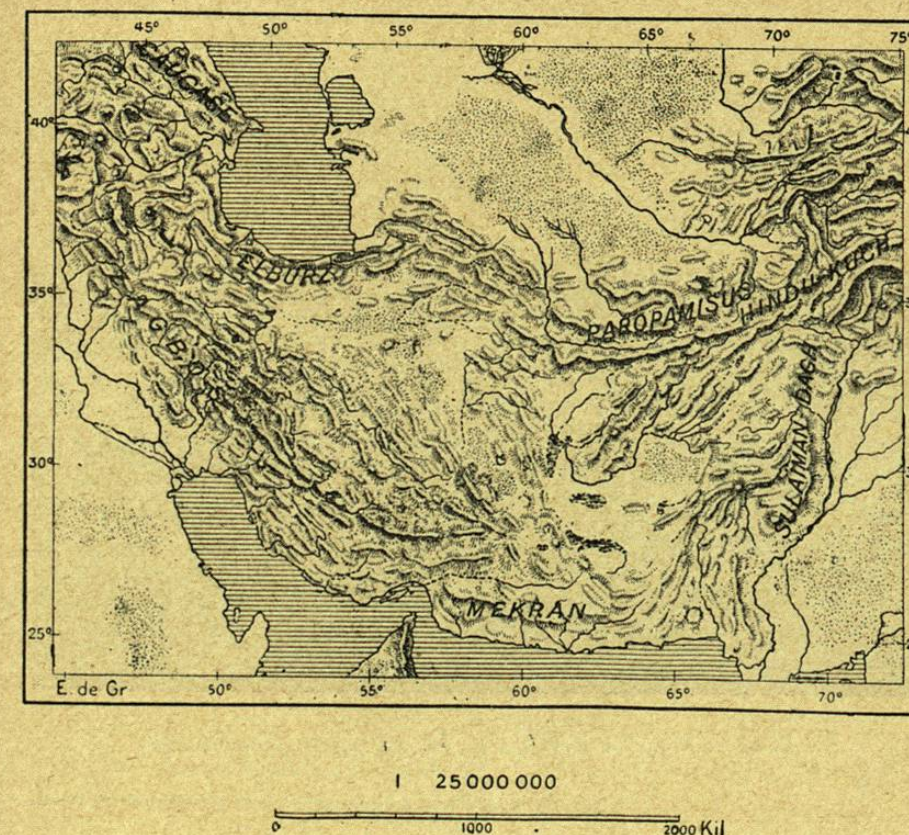 45° 50° 55° 60° 65° 70° 75°
CAUCASE
40°
ELBURZ
35°
PAROPAMISUS
HINDU-KUCH
SULAIMAN DAGH
30°
MEKRAN
25°
E. de Gr
50° 55° 60° 65° 70°
1 25000000
0 1000 2000 Kil